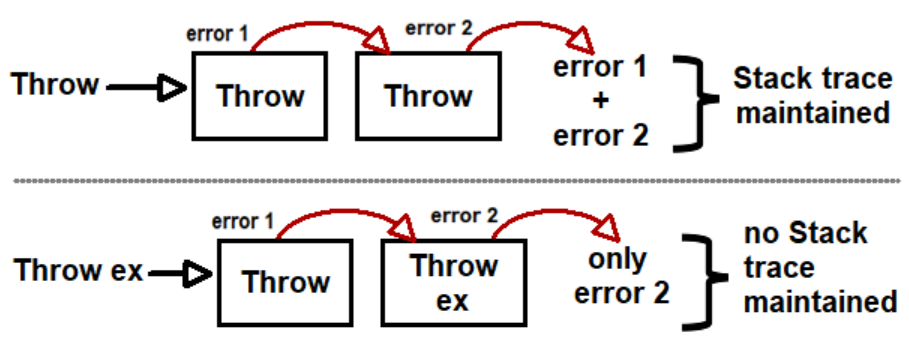 error 1
error 2
Throw
Throw
Throw
error 1
+
error 2
Stack trace
maintained
error 1
error 2
Throw ex
Throw
Throw
ex
only
error 2
no Stack
trace
maintained